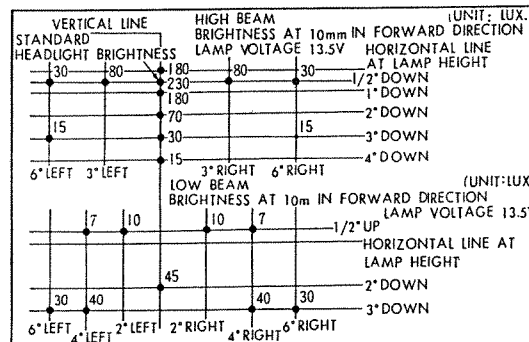 VERTICAL LINE
HIGH BEAM
(UNIT: LUX.
STANDARD
BRIGHTNESS AT 10mm IN FORWARD DIRECTION
HEADLIGHT BRIGHTNESS
LAMP VOLTAGE 13.5V
HORIZONTAL LINE
AT LAMP HEIGHT
30 80 180 80 30
230 1/2° DOWN
180 1° DOWN
70 2° DOWN
15 30 15 3° DOWN
15 4° DOWN
6° LEFT 3° LEFT 3° RIGHT 6° RIGHT
LOW BEAM
(UNIT:LUX
BRIGHTNESS AT 10m IN FORWARD DIRECTION
LAMP VOLTAGE 13.5
7 10 10 7 1/2° UP
HORIZONTAL LINE AT
LAMP HEIGHT
45 2° DOWN
30 40 40 30 3° DOWN
6° LEFT 4° LEFT 2° LEFT 2° RIGHT 4° RIGHT 6° RIGHT